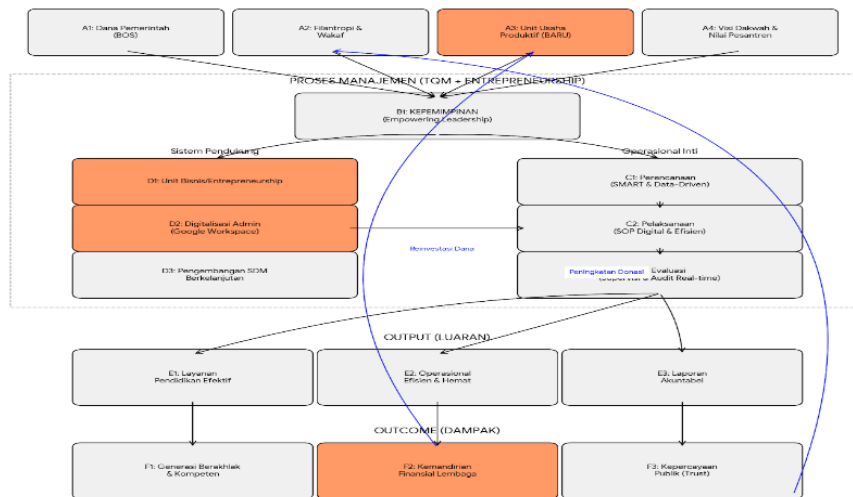 A1: Dana Pemerintah
(BOS)
A2: Filantropi &
Wakaf
A3: Unit Usaha
Produktif (BARU)
A4: Visi Dakwah &
Nilai Pesantren
PROSES MANAJEMEN (TQM + ENTREPRENEURSHIP)
B1: KEPEMIMPINAN
(Empowering Leadership)
Sistem Pendukung
Operasional Inti
D1: Unit Bisnis/Entrepreneurship
C1: Perencanaan
(SMART & Data-Driven)
D2: Digitalisasi Admin
(Google Workspace)
C2: Pelaksanaan
(SOP Digital & Efisien)
Reinvestasi Dana
D3: Pengembangan SDM
Berkelanjutan
Peningkatan Donasi
Evaluasi
& Audit Real-time)
OUTPUT (LUARAN)
E1: Layanan
Pendidikan Efektif
E2: Operasional
Efisien & Hemat
E3: Laporan
Akuntabel
OUTCOME (DAMPAK)
F1: Generasi Berakhlak
& Kompeten
F2: Kemandirian
Finansial Lembaga
F3: Kepercayaan
Publik (Trust)